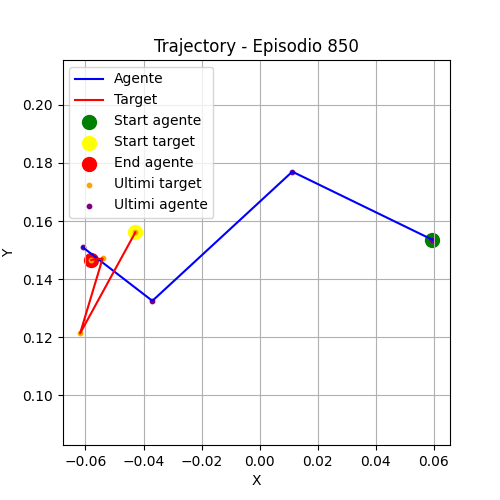 Trajectory - Episodio 850
Agente
Target
Start agente
Start target
End agente
Ultimi target
Ultimi agente
Y
0.20
0.18
0.16
0.14
0.12
0.10
−0.06 −0.04 −0.02 0.00 0.02 0.04 0.06
X